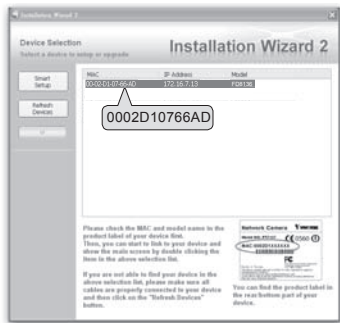 Installation Wizard 2
Device Selection
Select a device to setup or upgrade
Installation Wizard 2
Smart
Setup
Refresh
Devices
MAC IP Address Model
00-02-D1-07-66-AD 172.16.7.13
0002D10766AD
Please check the MAC and model name in the
product label of your device first.
Then, you can start to link to your device and
show the main screen by double clicking the
item in the above selection list.
If you are not able to find your device in the
above selection list, please make sure all
cables are properly connected in your device
and then click on the "Refresh Devices"
button.
Network Camera
0560
You can find the product label in
the rear/bottom part of your
device.